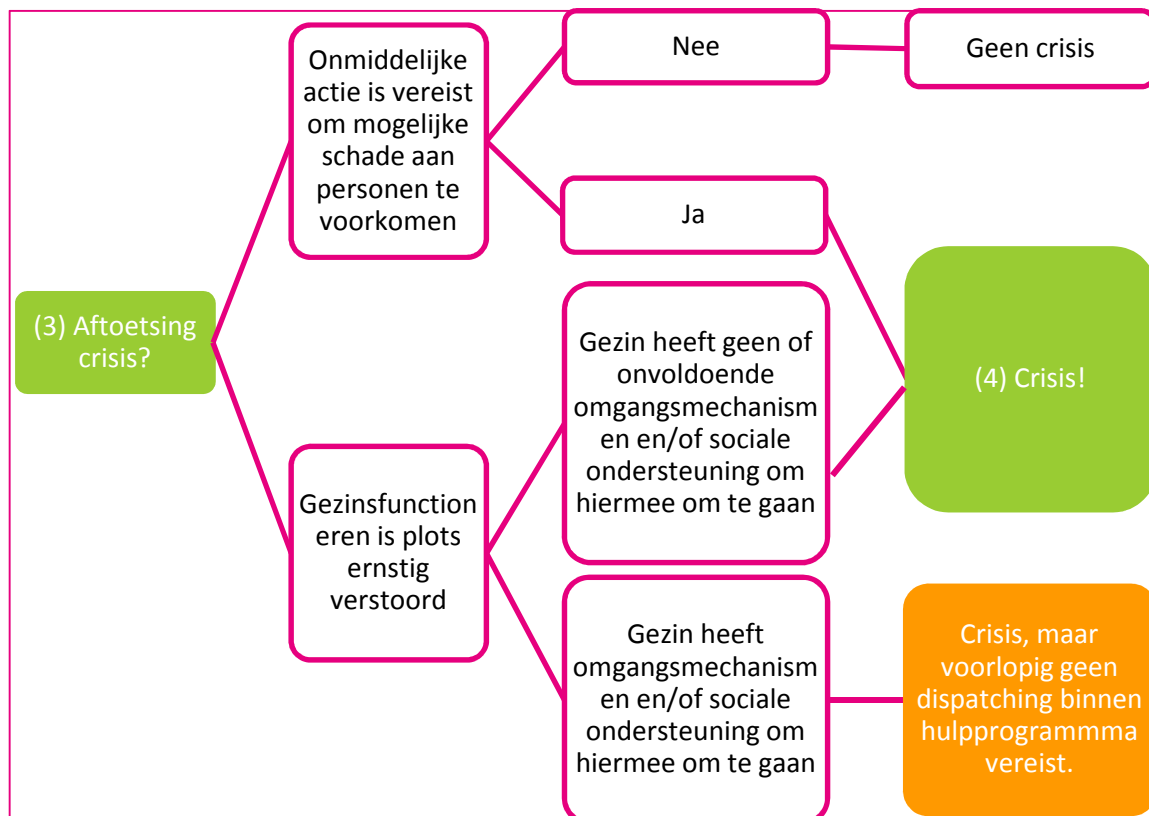 (3) Aftoetsing
crisis?
Onmiddelijke
actie is vereist
om mogelijke
schade aan
personen te
voorkomen
Nee
Geen crisis
Ja
Gezinsfunction
eren is plots
ernstig
verstoord
Gezin heeft geen of
onvoldoende
omgangsmechanism
en en/of sociale
ondersteuning om
hiermee om te gaan
(4) Crisis!
Gezin heeft
omgangsmechanism
en en/of sociale
ondersteuning om
hiermee om te gaan
Crisis, maar
voorlopig geen
dispatching binnen
hulpprogrammma
vereist.